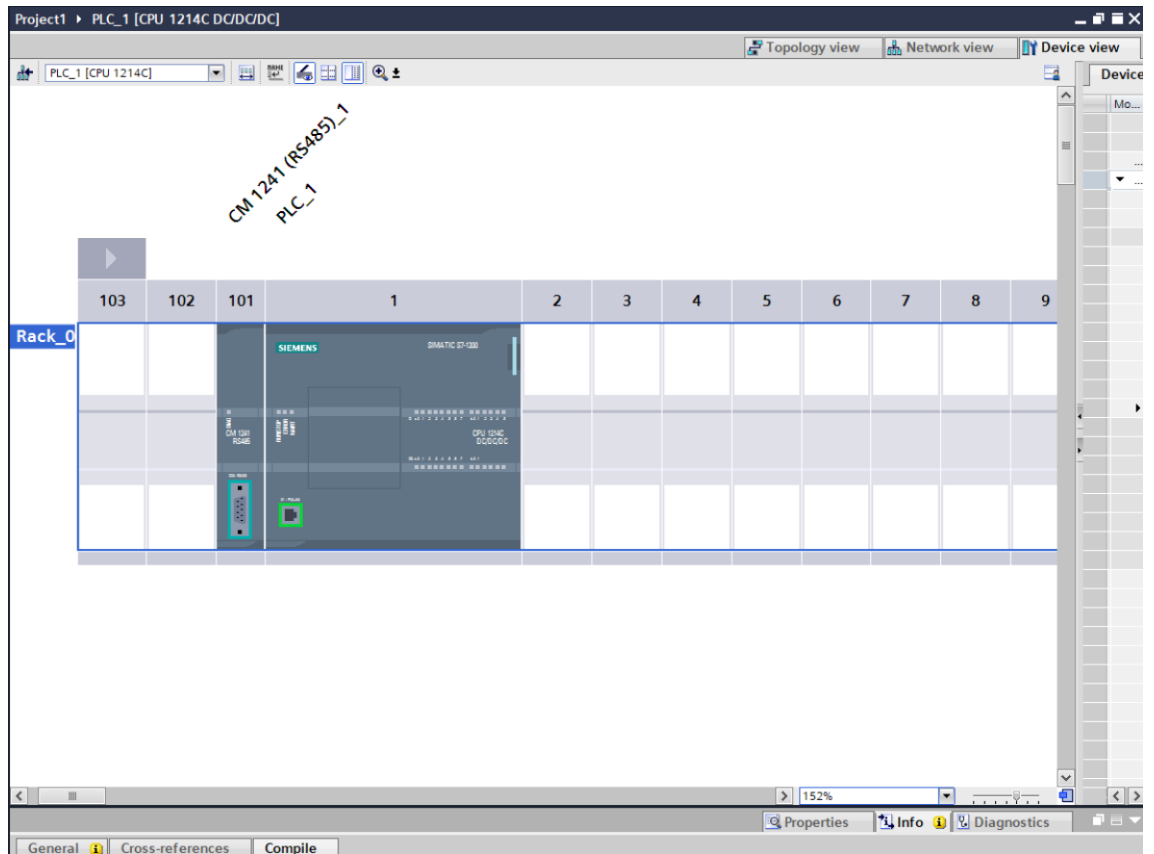 Project1 ▸ PLC_1 [CPU 1214C DC/DC/DC]
Topology view Network view Device view
PLC_1 [CPU 1214C]
Device
Mo...
...
...
CM 1241 (RS485)_1
PLC_1
103 102 101 1 2 3 4 5 6 7 8 9
Rack_0
SIEMENS SIMATIC S7-1200
CM 1241
RS485
CPU 1214C
DC/DC/DC
152%
Properties Info Diagnostics
General Cross-references Compile